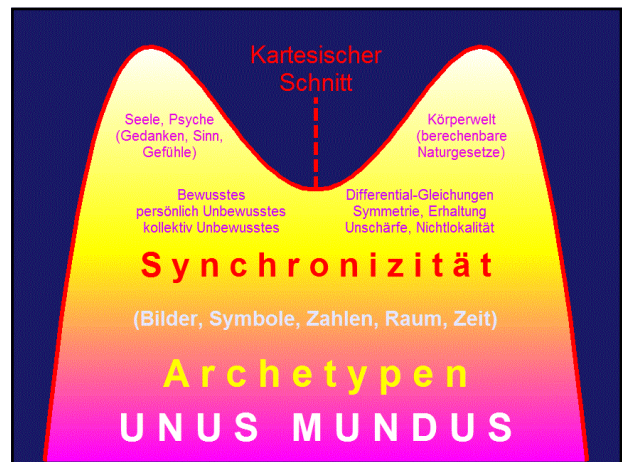 Kartesischer
Schnitt
Seele, Psyche
(Gedanken, Sinn,
Gefühle)
Körperwelt
(berechenbare
Naturgesetze)
Bewusstes
persönlich Unbewusstes
kollektiv Unbewusstes
Differential-Gleichungen
Symmetrie, Erhaltung
Unschärfe, Nichtlokalität
Synchronizität
(Bilder, Symbole, Zahlen, Raum, Zeit)
Archetypen
UNUS MUNDUS